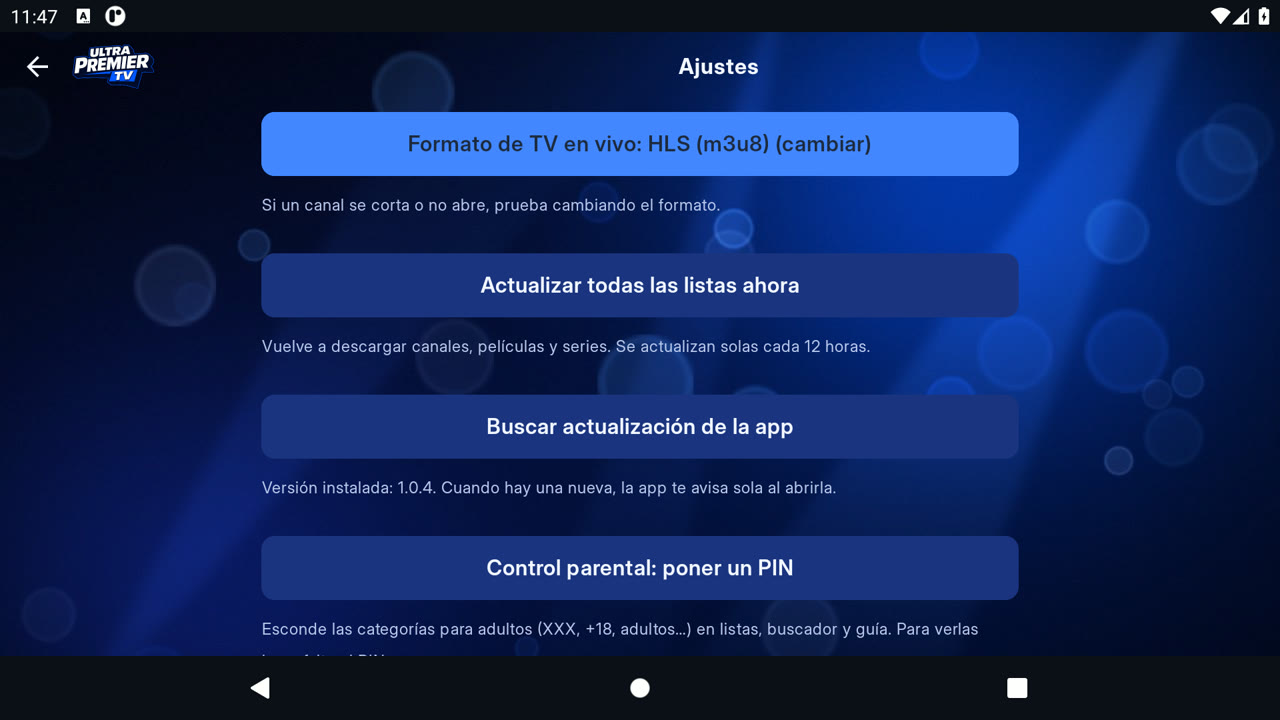 11:47
ULTRA
PREMIER
TV
Ajustes
Formato de TV en vivo: HLS (m3u8) (cambiar)
Si un canal se corta o no abre, prueba cambiando el formato.
Actualizar todas las listas ahora
Vuelve a descargar canales, películas y series. Se actualizan solas cada 12 horas.
Buscar actualización de la app
Versión instalada: 1.0.4. Cuando hay una nueva, la app te avisa sola al abrirla.
Control parental: poner un PIN
Esconde las categorías para adultos (XXX, +18, adultos...) en listas, buscador y guía. Para verlas